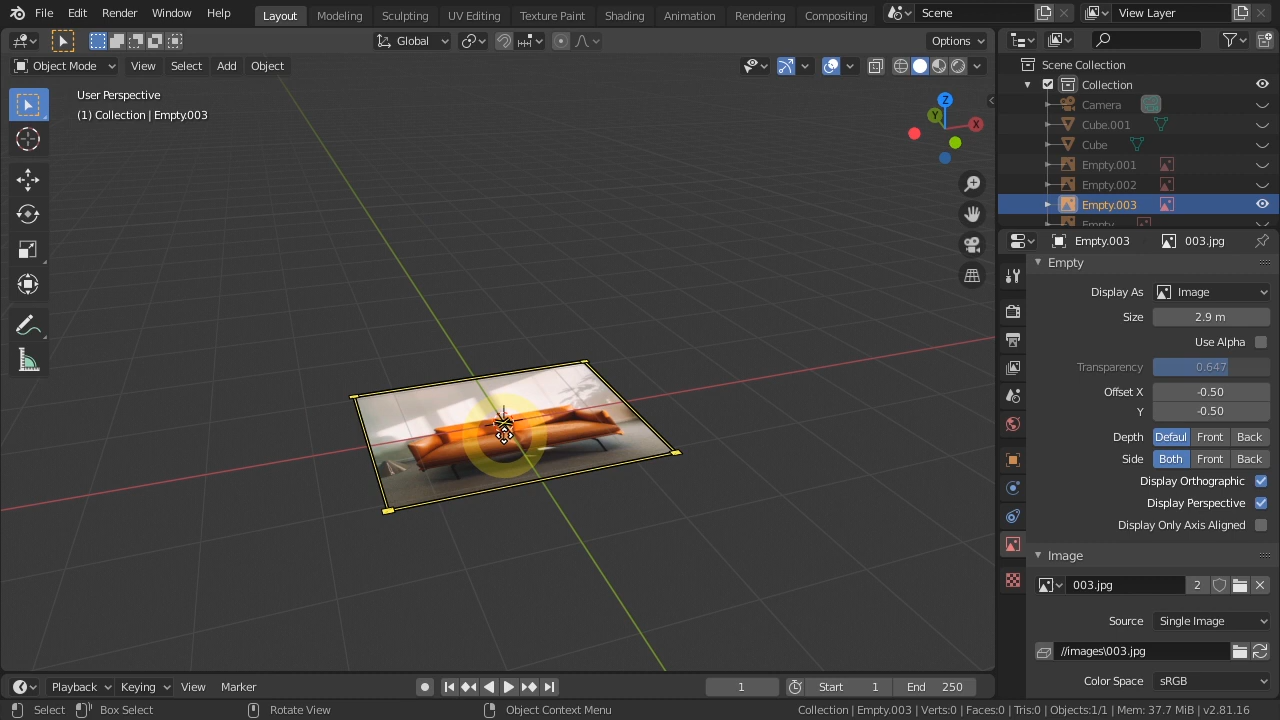 File Edit Render Window Help Layout Modeling Sculpting UV Editing Texture Paint Shading Animation Rendering Compositing Scene View Layer
Global Options
Object Mode View Select Add Object
User Perspective
(1) Collection | Empty.003
Z
Y
X
Scene Collection
Collection
Camera
Cube.001
Cube
Empty.001
Empty.002
Empty.003
Empty
Empty.003 003.jpg
Empty
Display As Image
Size 2.9 m
Use Alpha
Transparency 0.647
Offset X -0.50
Y -0.50
Depth Defaul Front Back
Side Both Front Back
Display Orthographic
Display Perspective
Display Only Axis Aligned
Image
003.jpg 2
Source Single Image
//images\003.jpg
Color Space sRGB
Playback Keying View Marker 1 Start 1 End 250
Select Box Select Rotate View Object Context Menu Collection | Empty.003 | Verts:0 | Faces:0 | Tris:0 | Objects:1/1 | Mem: 37.7 MiB | v2.81.16